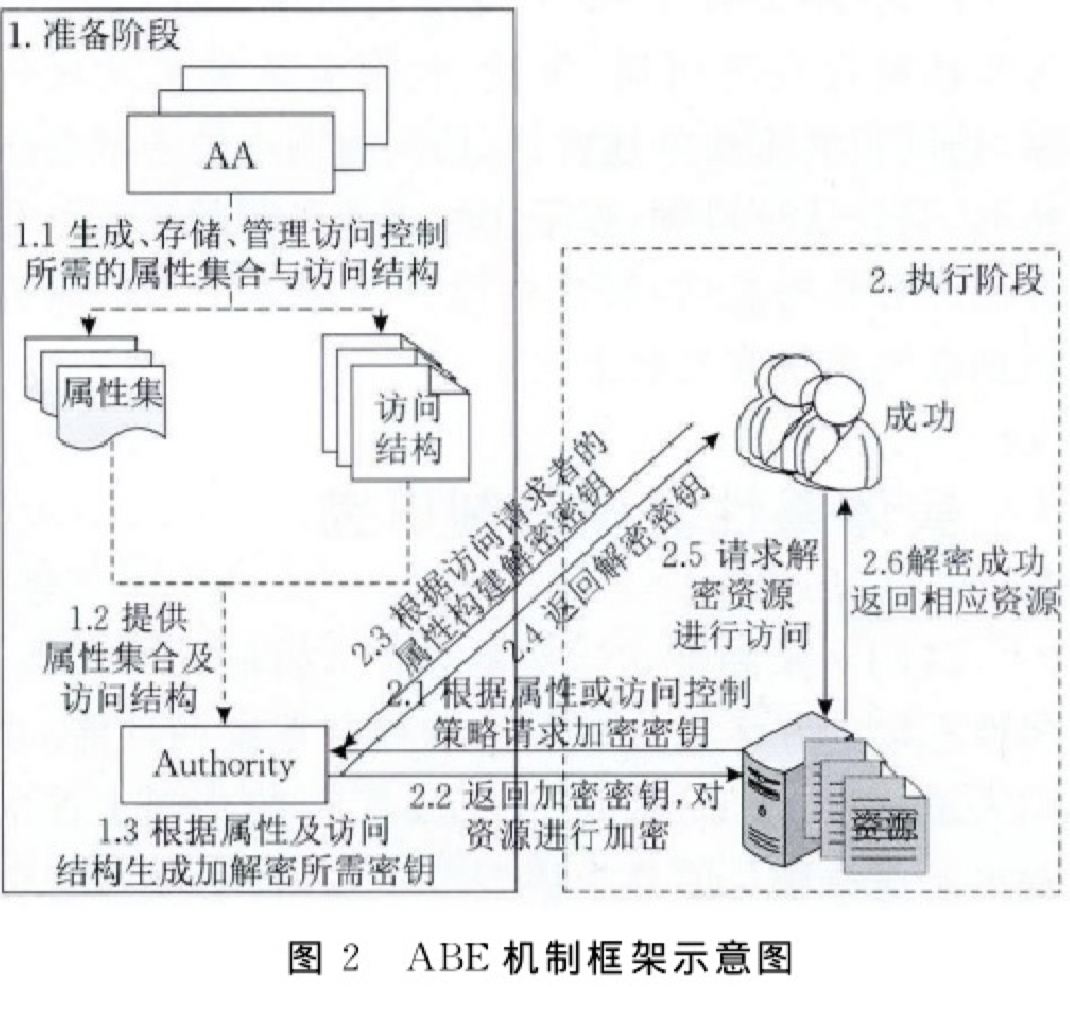 1. 准备阶段
AA
1.1 生成、存储、管理访问控制
所需的属性集合与访问结构
属性集
访问
结构
1.2 提供
属性集合及
访问结构
Authority
1.3 根据属性及访问
结构生成加解密所需密钥
2. 执行阶段
成功
2.3 根据访问请求者的
属性构建解密密钥
2.4 返回解密密钥
2.5 请求解
密资源
进行访问
2.6解密成功
返回相应资源
2.1 根据属性或访问控制
策略请求加密密钥
2.2 返回加密密钥,对
资源进行加密
资源
图 2 ABE 机制框架示意图